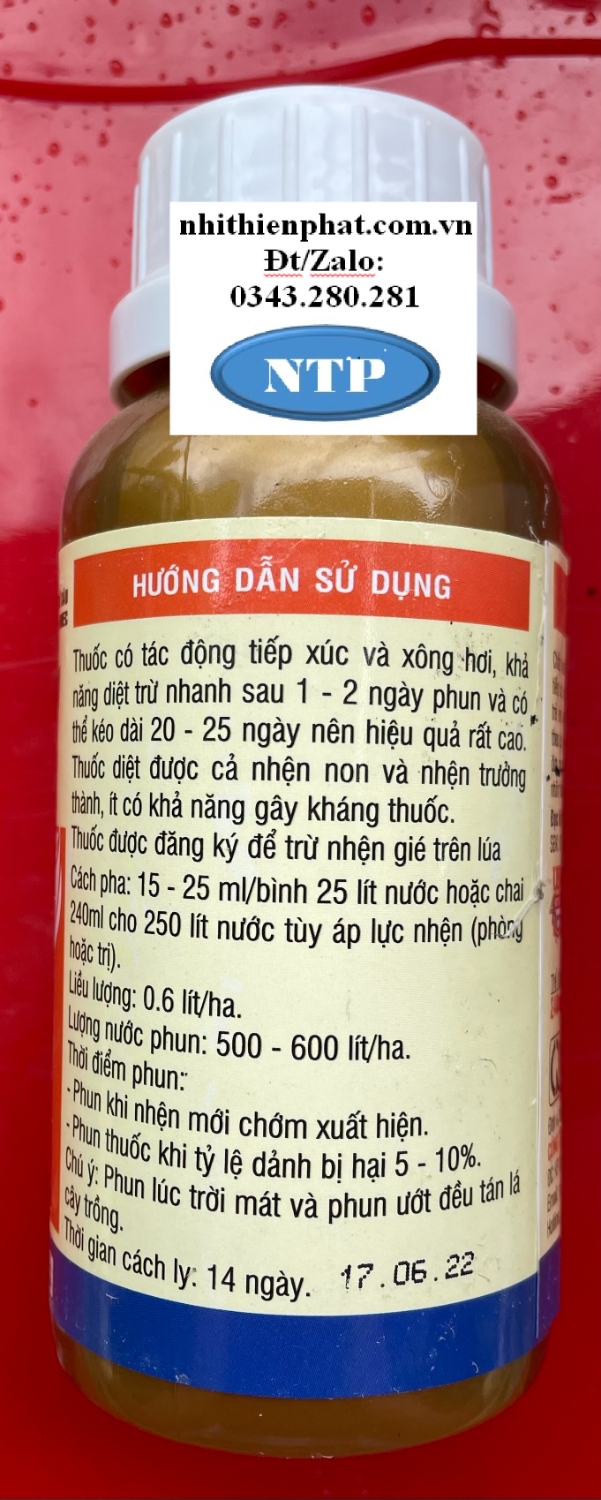 nhithienphat.com.vn
Đt/Zalo:
0343.280.281
NTP
HƯỚNG DẪN SỬ DỤNG
Thuốc có tác động tiếp xúc và xông hơi, khả
năng diệt trừ nhanh sau 1 - 2 ngày phun và có
thể kéo dài 20 - 25 ngày nên hiệu quả rất cao.
Thuốc diệt được cả nhện non và nhện trưởng
thành, ít có khả năng gây kháng thuốc.
Thuốc được đăng ký để trừ nhện gié trên lúa
Cách pha: 15 - 25 ml/bình 25 lít nước hoặc chai
240ml cho 250 lít nước tùy áp lực nhện (phòng
hoặc trị).
Liều lượng: 0.6 lít/ha.
Lượng nước phun: 500 - 600 lít/ha.
Thời điểm phun:
- Phun khi nhện mới chớm xuất hiện.
- Phun thuốc khi tỷ lệ dảnh bị hại 5 - 10%.
Chú ý: Phun lúc trời mát và phun ướt đều tán lá
cây trồng.
Thời gian cách ly: 14 ngày. 17.06.22